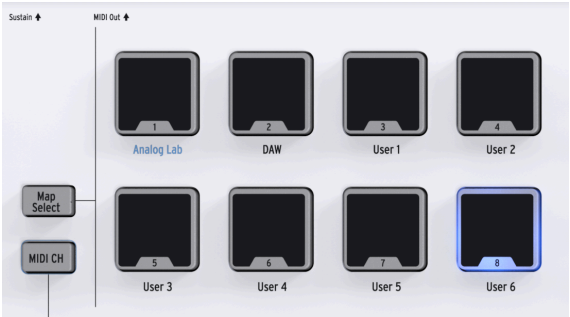 Sustain ↑ MIDI Out ↑
1 2 3 4
Analog Lab DAW User 1 User 2
Map
Select
MIDI CH
5 6 7 8
User 3 User 4 User 5 User 6